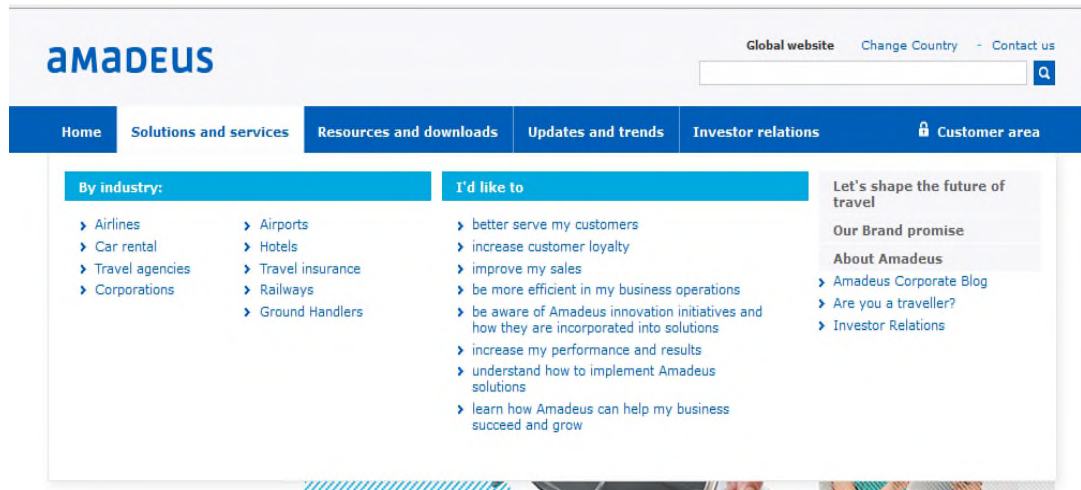 amadeus
Global website Change Country - Contact us
Home Solutions and services Resources and downloads Updates and trends Investor relations Customer area
By industry:
Airlines
Car rental
Travel agencies
Corporations
Airports
Hotels
Travel insurance
Railways
Ground Handlers
I'd like to
better serve my customers
increase customer loyalty
improve my sales
be more efficient in my business operations
be aware of Amadeus innovation initiatives and
how they are incorporated into solutions
increase my performance and results
understand how to implement Amadeus
solutions
learn how Amadeus can help my business
succeed and grow
Let's shape the future of
travel
Our Brand promise
About Amadeus
Amadeus Corporate Blog
Are you a traveller?
Investor Relations